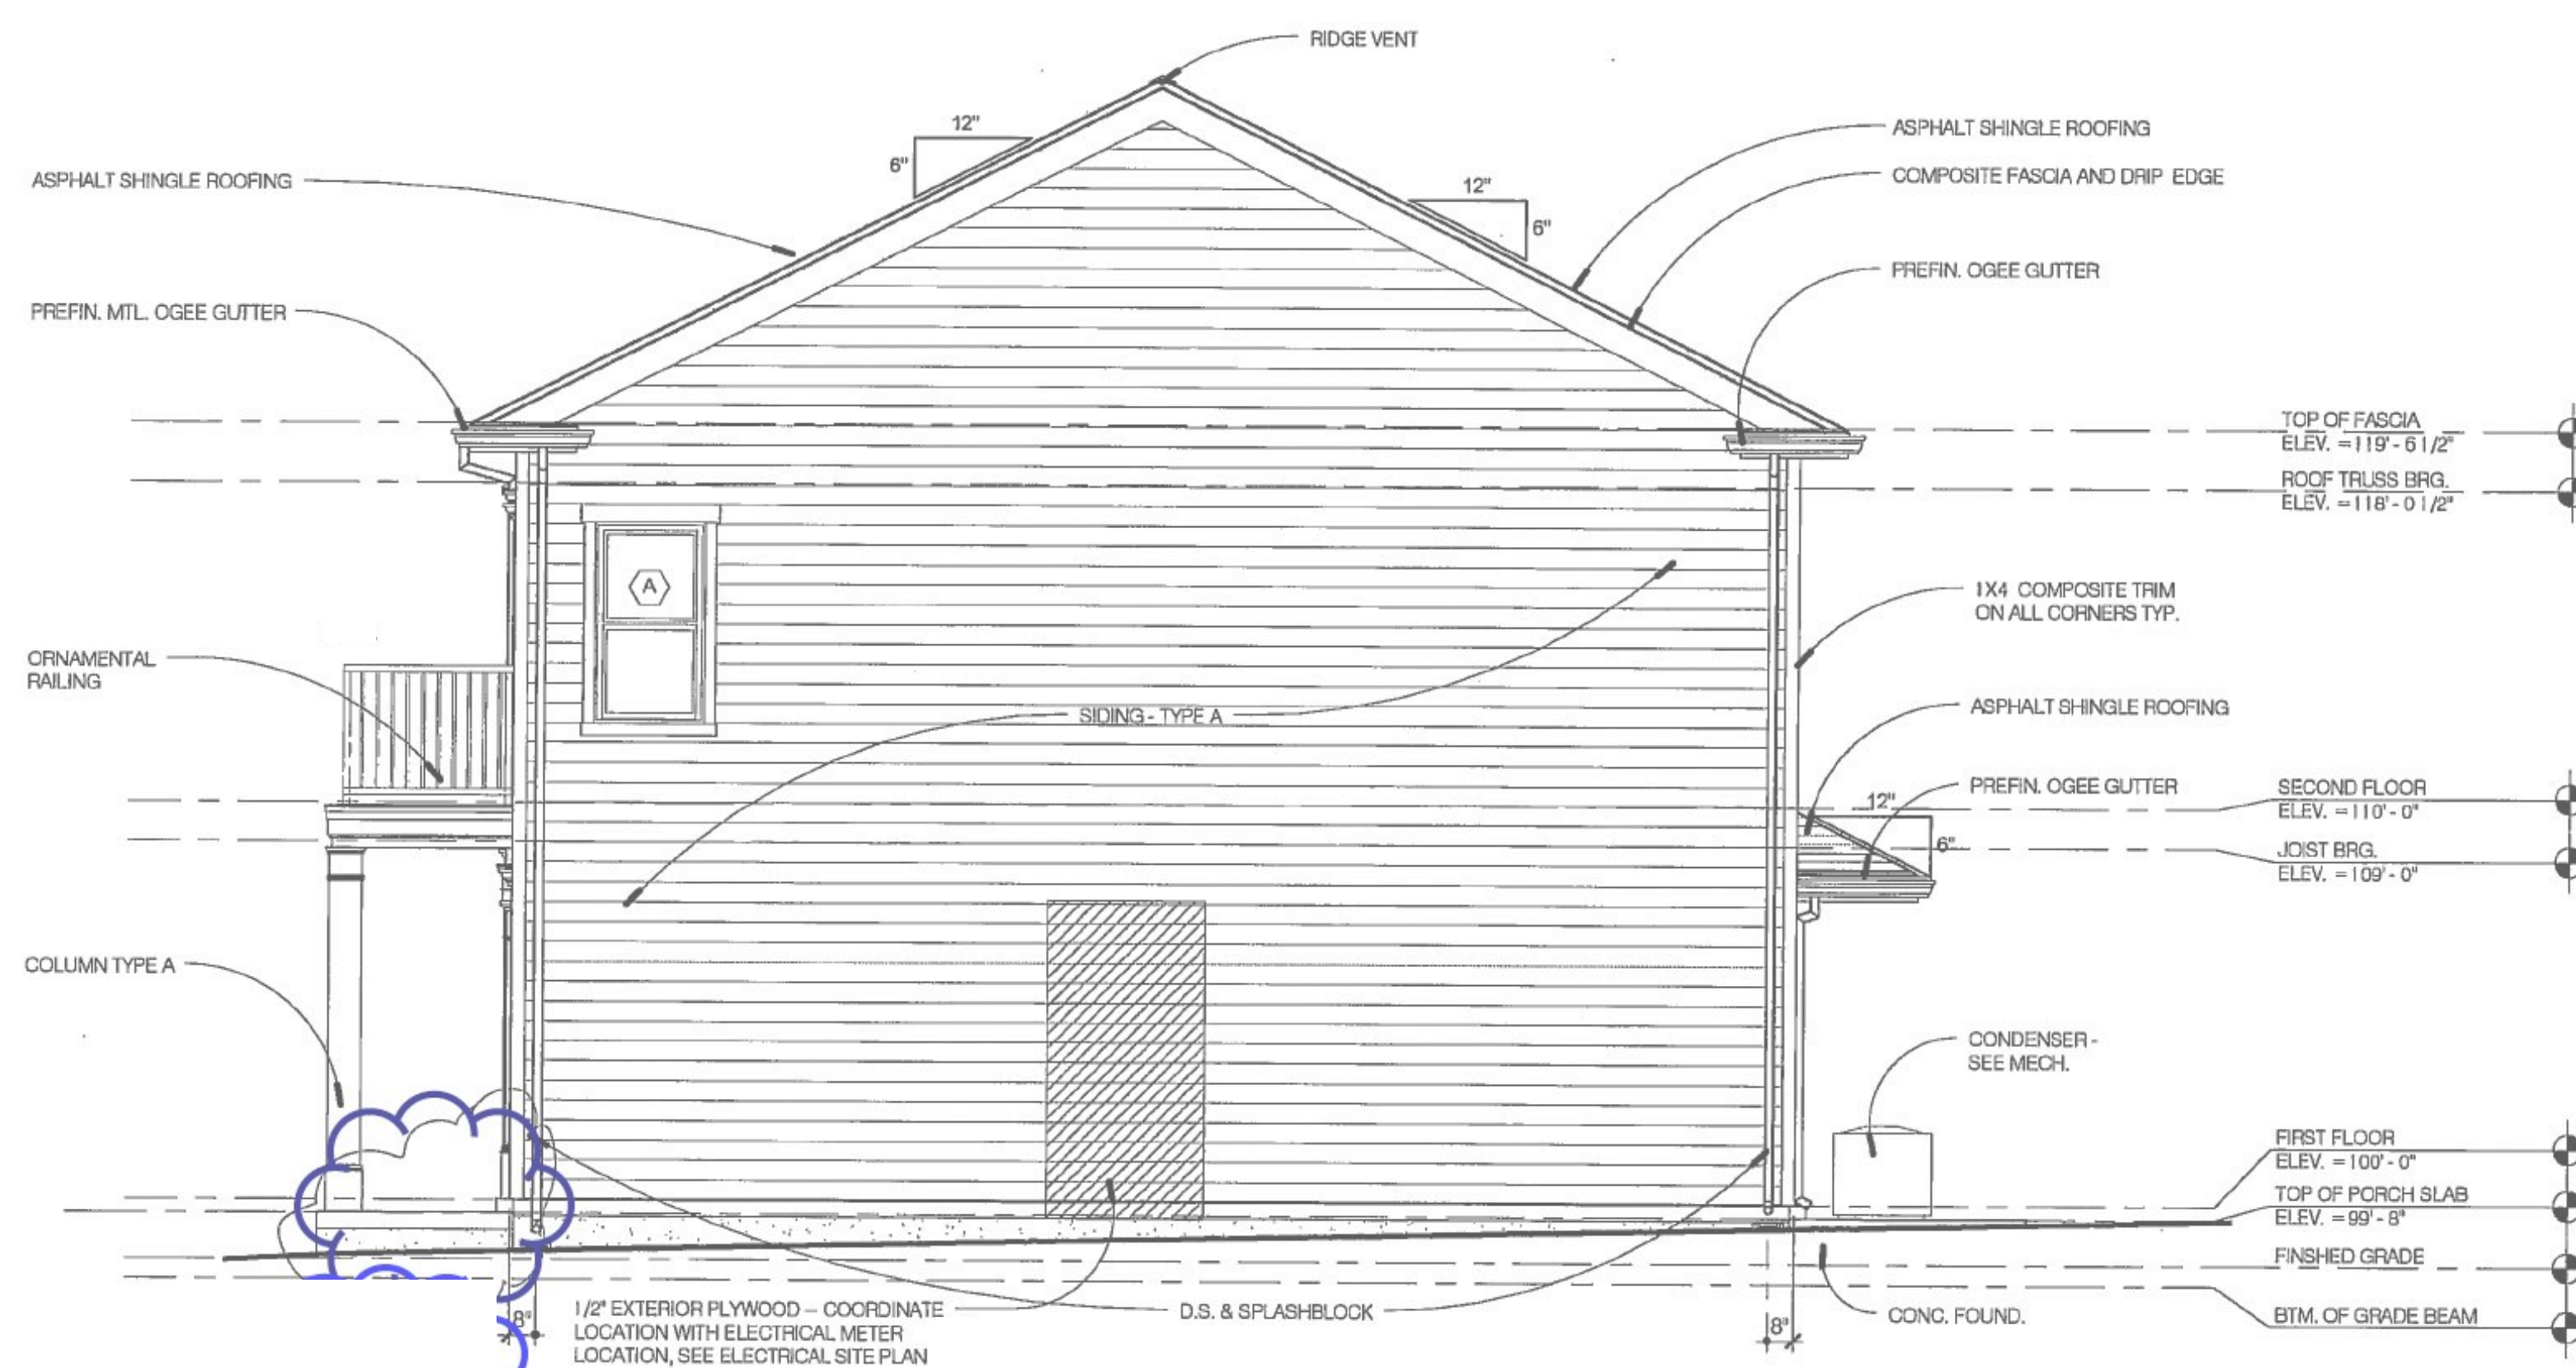 RIDGE VENT
12"
6"
ASPHALT SHINGLE ROOFING
COMPOSITE FASCIA AND DRIP EDGE
12"
6"
ASPHALT SHINGLE ROOFING
PREFIN. OGEE GUTTER
PREFIN. MTL. OGEE GUTTER
TOP OF FASCIA
ELEV. =119'-6 1/2"
ROOF TRUSS BRG.
ELEV. =118'-0 1/2"
A
1X4 COMPOSITE TRIM
ON ALL CORNERS TYP.
ORNAMENTAL
RAILING
SIDING - TYPE A
ASPHALT SHINGLE ROOFING
PREFIN. OGEE GUTTER
12"
6"
SECOND FLOOR
ELEV. =110'-0"
JOIST BRG.
ELEV. =109'-0"
COLUMN TYPE A
CONDENSER -
SEE MECH.
FIRST FLOOR
ELEV. =100'-0"
TOP OF PORCH SLAB
ELEV. =99'-8"
FINSHED GRADE
BTM. OF GRADE BEAM
8"
1/2" EXTERIOR PLYWOOD – COORDINATE
LOCATION WITH ELECTRICAL METER
LOCATION, SEE ELECTRICAL SITE PLAN
D.S. & SPLASHBLOCK
8"
CONC. FOUND.